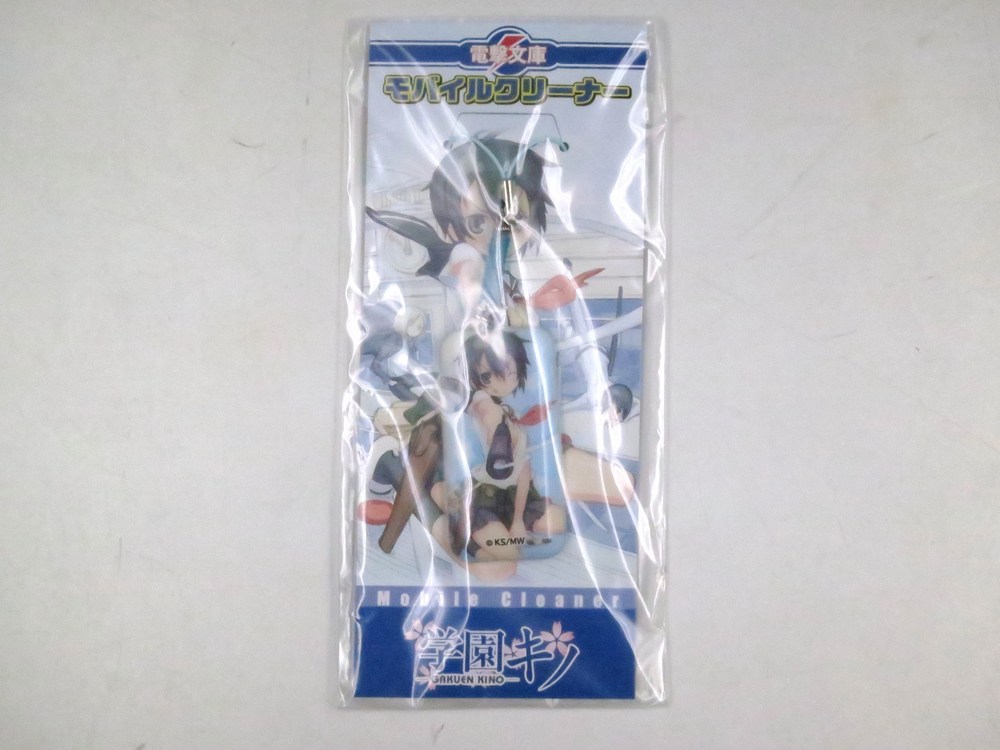 電撃文庫
モバイルクリーナー
©KS/MW
Mobile Cleaner
学園キノ
GAKUEN KINO